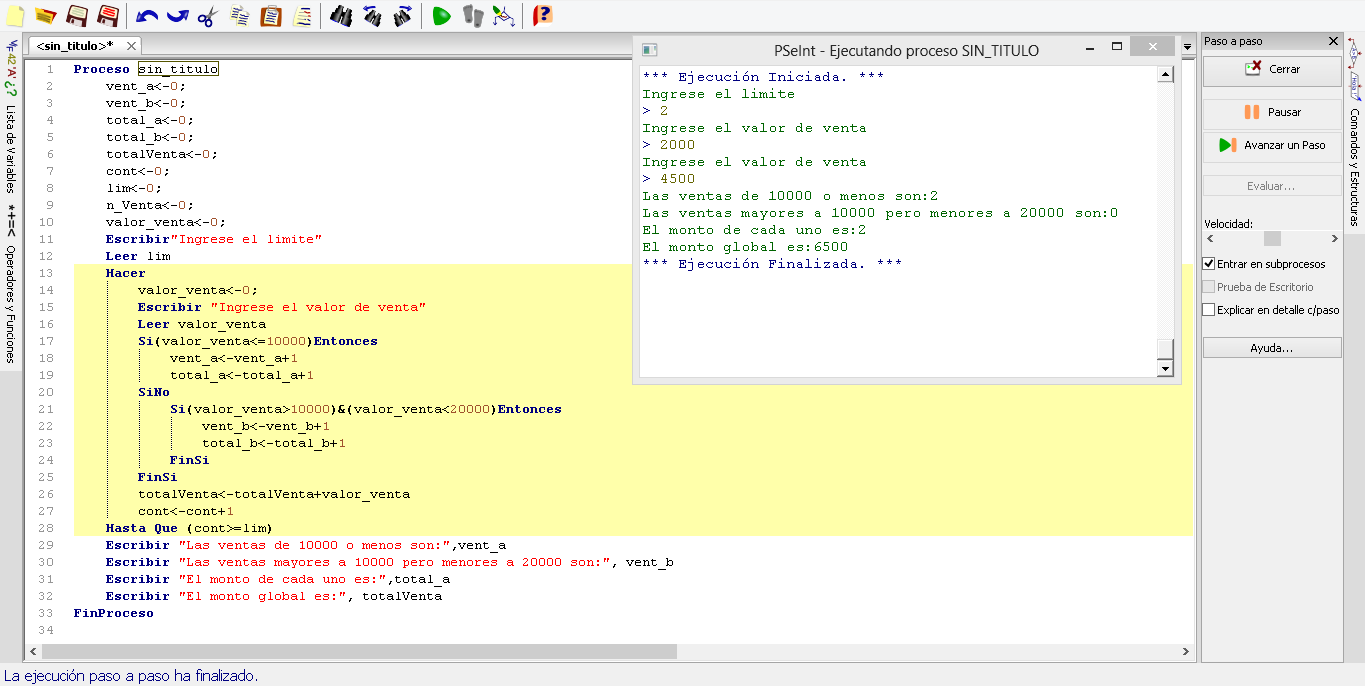 <sin_titulo>*
1 Proceso sin_titulo
2 vent_a<-0;
3 vent_b<-0;
4 total_a<-0;
5 total_b<-0;
6 totalVenta<-0;
7 cont<-0;
8 lim<-0;
9 n_Venta<-0;
10 valor_venta<-0;
11 Escribir"Ingrese el limite"
12 Leer lim
13 Hacer
14 valor_venta<-0;
15 Escribir "Ingrese el valor de venta"
16 Leer valor_venta
17 Si(valor_venta<=10000)Entonces
18 vent_a<-vent_a+1
19 total_a<-total_a+1
20 SiNo
21 Si(valor_venta>10000)&(valor_venta<20000)Entonces
22 vent_b<-vent_b+1
23 total_b<-total_b+1
24 FinSi
25 FinSi
26 totalVenta<-totalVenta+valor_venta
27 cont<-cont+1
28 Hasta Que (cont>=lim)
29 Escribir "Las ventas de 10000 o menos son:",vent_a
30 Escribir "Las ventas mayores a 10000 pero menores a 20000 son:", vent_b
31 Escribir "El monto de cada uno es:",total_a
32 Escribir "El monto global es:", totalVenta
33 FinProceso
34
PSeInt - Ejecutando proceso SIN_TITULO
*** Ejecución Iniciada. ***
Ingrese el limite
> 2
Ingrese el valor de venta
> 2000
Ingrese el valor de venta
> 4500
Las ventas de 10000 o menos son:2
Las ventas mayores a 10000 pero menores a 20000 son:0
El monto de cada uno es:2
El monto global es:6500
*** Ejecución Finalizada. ***
Paso a paso
Cerrar
Pausar
Avanzar un Paso
Evaluar...
Velocidad:
Entrar en subprocesos
Prueba de Escritorio
Explicar en detalle c/paso
Ayuda...
Lista de Variables
*+=< Operadores y Funciones
Comandos y Estructuras
La ejecución paso a paso ha finalizado.